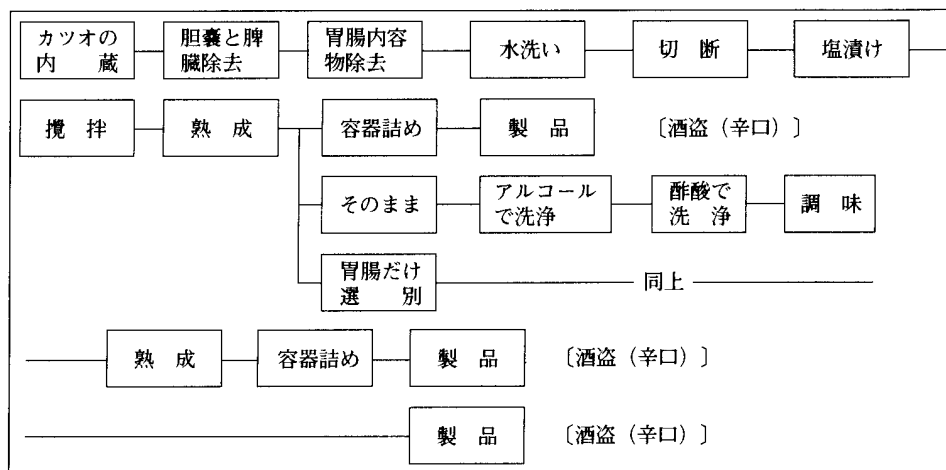 カツオの
内　蔵
胆嚢と脾
臓除去
胃腸内容
物除去
水洗い
切　断
塩漬け
攪　拌
熟　成
容器詰め
製　品
〔酒盗（辛口）〕
そのまま
アルコール
で洗浄
酢酸で
洗　浄
調　味
胃腸だけ
選　別
同上
熟　成
容器詰め
製　品
〔酒盗（辛口）〕
製　品
〔酒盗（辛口）〕